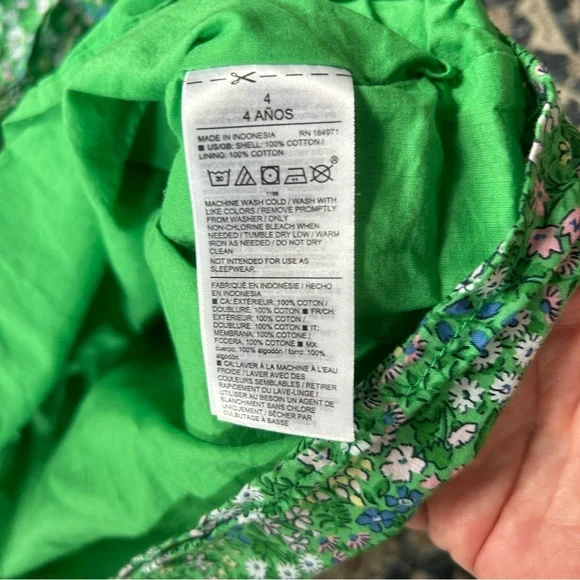 4
4 AÑOS
MADE IN INDONESIA RN 164971
■ US/GB: SHELL: 100% COTTON /
LINING: 100% COTTON
30
1166
MACHINE WASH COLD / WASH WITH
LIKE COLORS / REMOVE PROMPTLY
FROM WASHER / ONLY
NON-CHLORINE BLEACH WHEN
NEEDED / TUMBLE DRY LOW / WARM
IRON AS NEEDED / DO NOT DRY
CLEAN
NOT INTENDED FOR USE AS
SLEEPWEAR.
FABRIQUÉ EN INDONÉSIE / HECHO
EN INDONESIA
■ CA: EXTÉRIEUR: 100% COTON /
DOUBLURE: 100% COTON ■ FR/CH:
EXTÉRIEUR: 100% COTON /
DOUBLURE: 100% COTON ■ IT:
MEMBRANA: 100% COTONE /
FODERA: 100% COTONE ■ MX:
100% algodón / forro: 100%
algodón
■ CA: LAVER À LA MACHINE À L'EAU
FROIDE / LAVER AVEC DES
COULEURS SEMBLABLES / RETIRER
RAPIDEMENT DU LAVE-LINGE /
UTILISER AU BESOIN UN AGENT DE
BLANCHIMENT SANS CHLORE
UNIQUEMENT / SÉCHER PAR
CULBUTAGE À BASSE